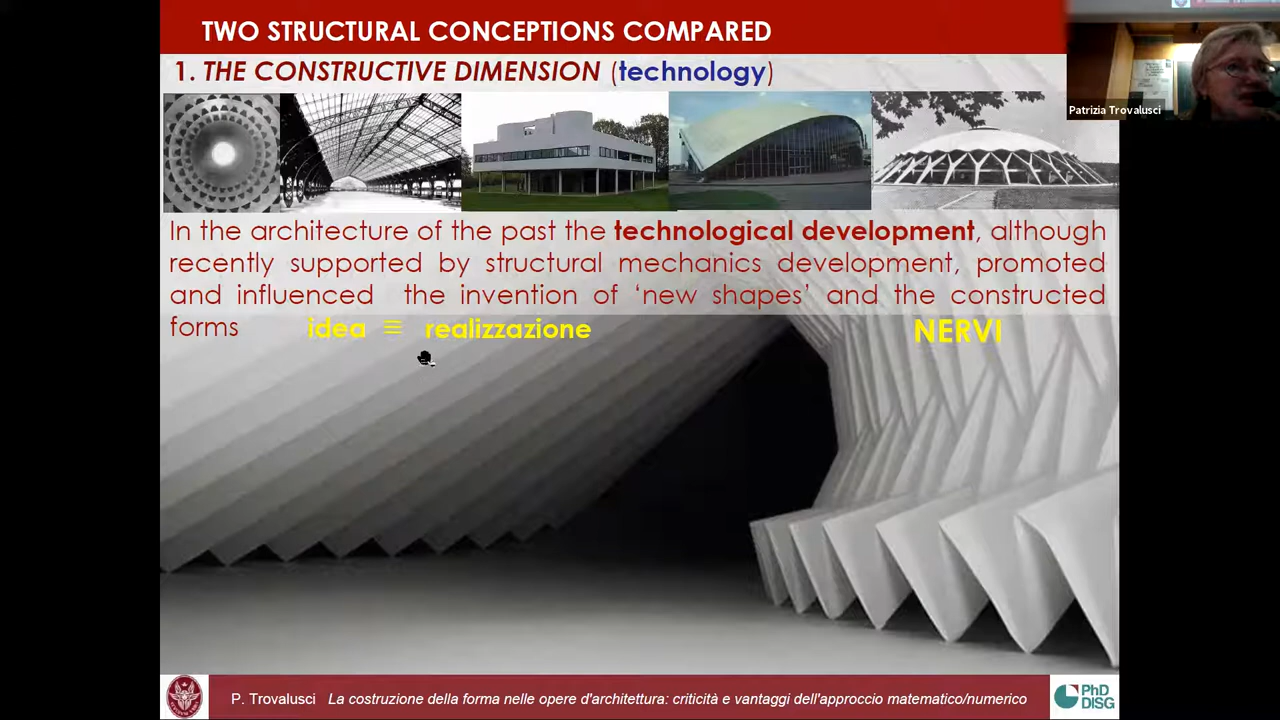 TWO STRUCTURAL CONCEPTIONS COMPARED
1. THE CONSTRUCTIVE DIMENSION (technology)
Patrizia Trovalusci
In the architecture of the past the technological development, although
recently supported by structural mechanics development, promoted
and influenced the invention of ‘new shapes’ and the constructed
forms idea ≡ realizzazione NERVI
P. Trovalusci La costruzione della forma nelle opere d'architettura: criticità e vantaggi dell'approccio matematico/numerico
PhD
DISG